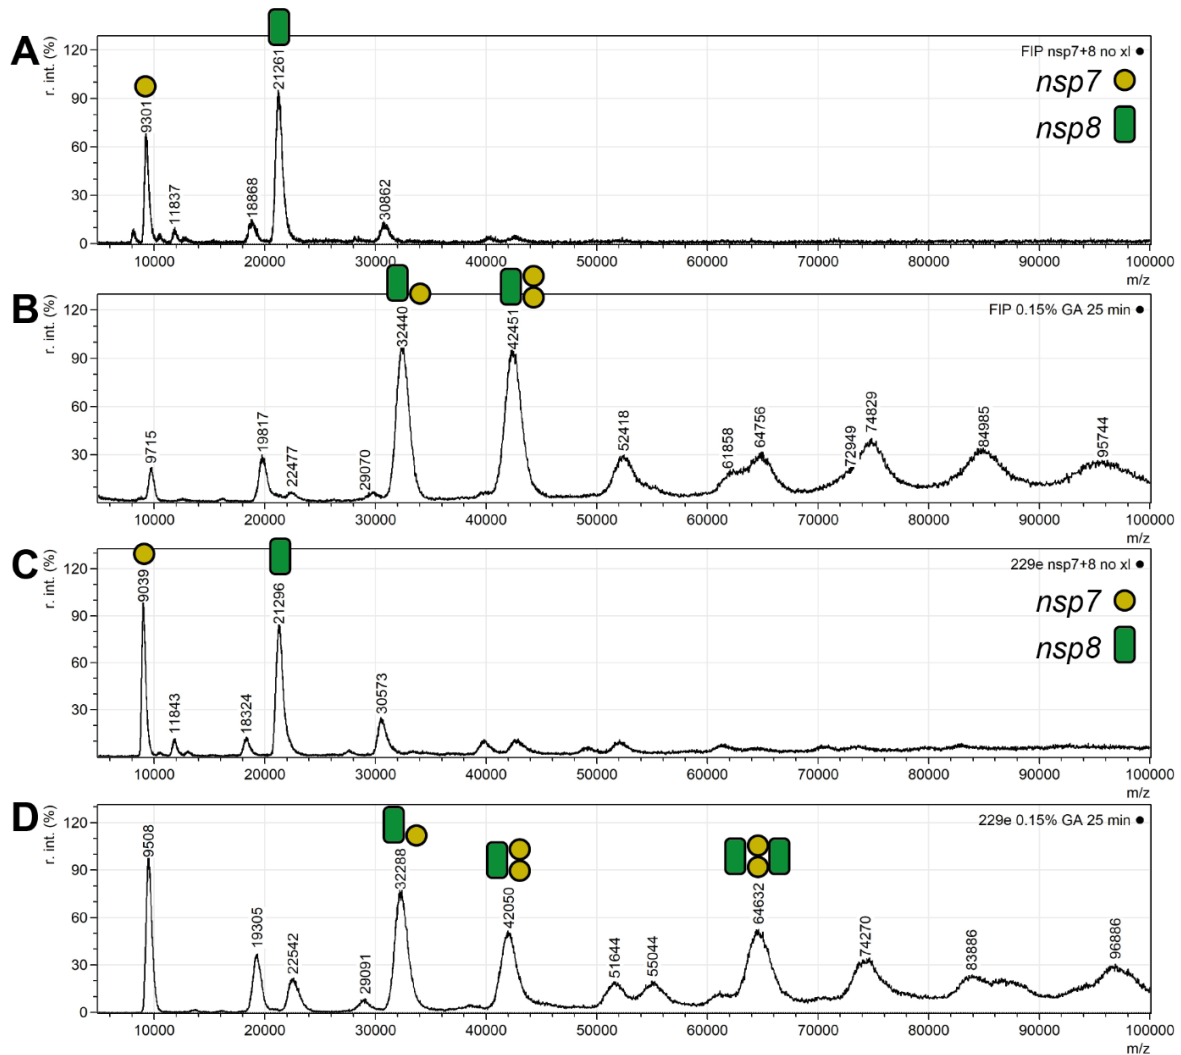 A
r. int. (%)
120
90
60
30
0
9301
11837
18868
21261
30862
FIP nsp7+8 no xl
nsp7
nsp8
10000 20000 30000 40000 50000 60000 70000 80000 90000 100000
m/z
B
r. int. (%)
120
90
60
30
9715
19817
22477
29070
32440
42451
52418
61858
64756
72949
74829
84985
95744
FIP 0.15% GA 25 min
10000 20000 30000 40000 50000 60000 70000 80000 90000 100000
m/z
C
r. int. (%)
120
90
60
30
9039
11843
18324
21296
30573
229e nsp7+8 no xl
nsp7
nsp8
10000 20000 30000 40000 50000 60000 70000 80000 90000 100000
m/z
D
r. int. (%)
120
90
60
30
0
9508
19305
22542
29091
32288
42050
51644
55044
64632
74270
83886
96886
229e 0.15% GA 25 min
10000 20000 30000 40000 50000 60000 70000 80000 90000 100000
m/z